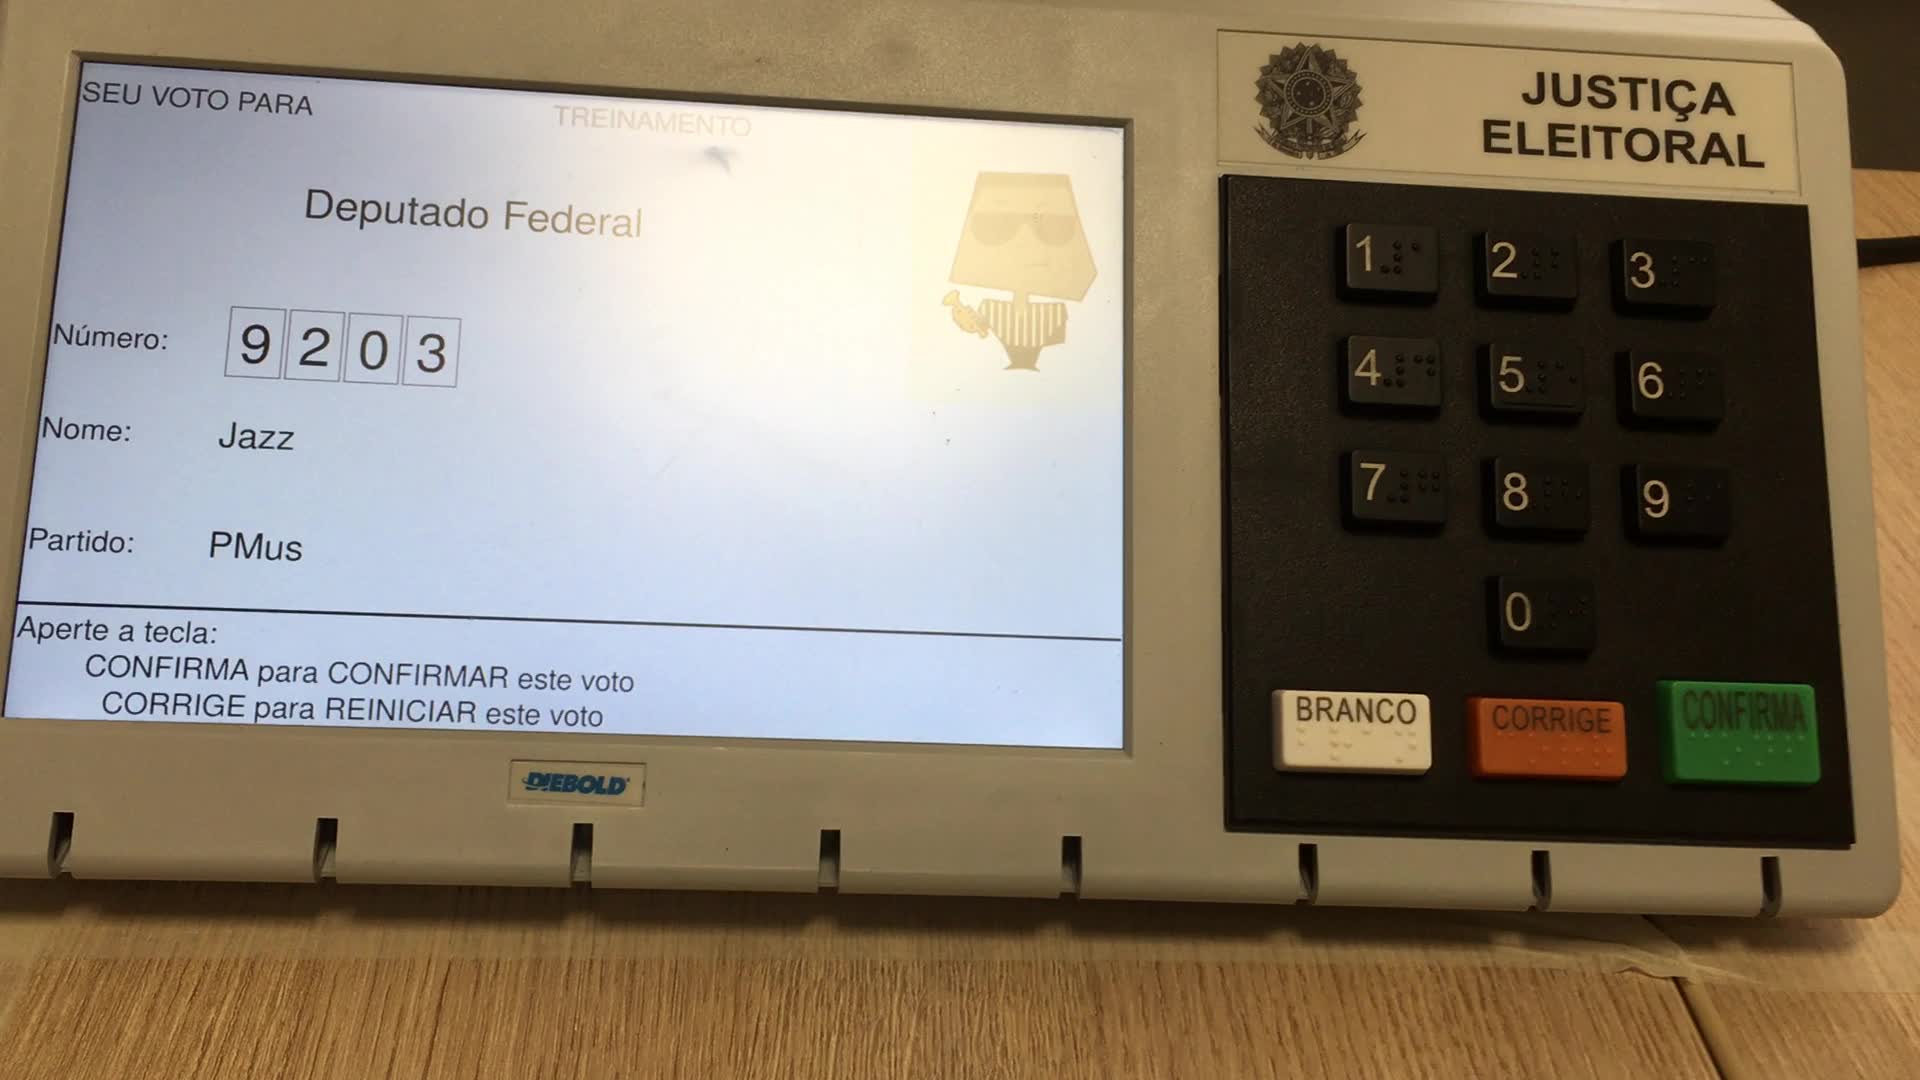 SEU VOTO PARA
TREINAMENTO
Deputado Federal
Número: 9 2 0 3
Nome: Jazz
Partido: PMus
Aperte a tecla:
CONFIRMA para CONFIRMAR este voto
CORRIGE para REINICIAR este voto
DIEBOLD
JUSTIÇA
ELEITORAL
1 2 3
4 5 6
7 8 9
0
BRANCO CORRIGE CONFIRMA